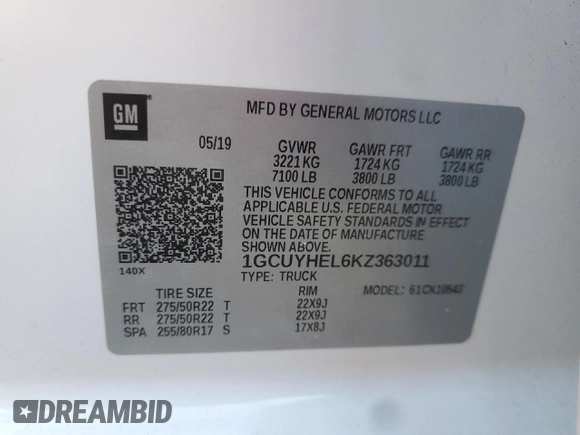 GM
MFD BY GENERAL MOTORS LLC
05/19 GVWR GAWR FRT GAWR RR
3221 KG 1724 KG 1724 KG
7100 LB 3800 LB 3800 LB
THIS VEHICLE CONFORMS TO ALL
APPLICABLE U.S. FEDERAL MOTOR
VEHICLE SAFETY STANDARDS IN EFFECT
ON THE DATE OF MANUFACTURE
SHOWN ABOVE.
140X
1GCUYHEL6KZ363011
TYPE: TRUCK
MODEL: 61CK10543
TIRE SIZE RIM
FRT 275/50R22 T 22X9J
RR 275/50R22 T 22X9J
SPA 255/80R17 S 17X8J
DREAMBID